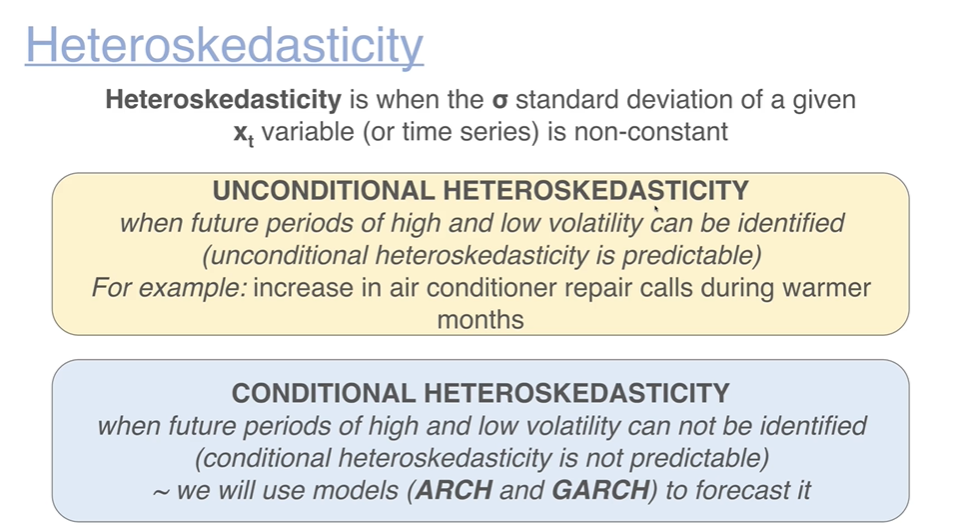 Heteroskedasticity
Heteroskedasticity is when the σ standard deviation of a given
xt variable (or time series) is non-constant
UNCONDITIONAL HETEROSKEDASTICITY
when future periods of high and low volatility can be identified
(unconditional heteroskedasticity is predictable)
For example: increase in air conditioner repair calls during warmer
months
CONDITIONAL HETEROSKEDASTICITY
when future periods of high and low volatility can not be identified
(conditional heteroskedasticity is not predictable)
~ we will use models (ARCH and GARCH) to forecast it